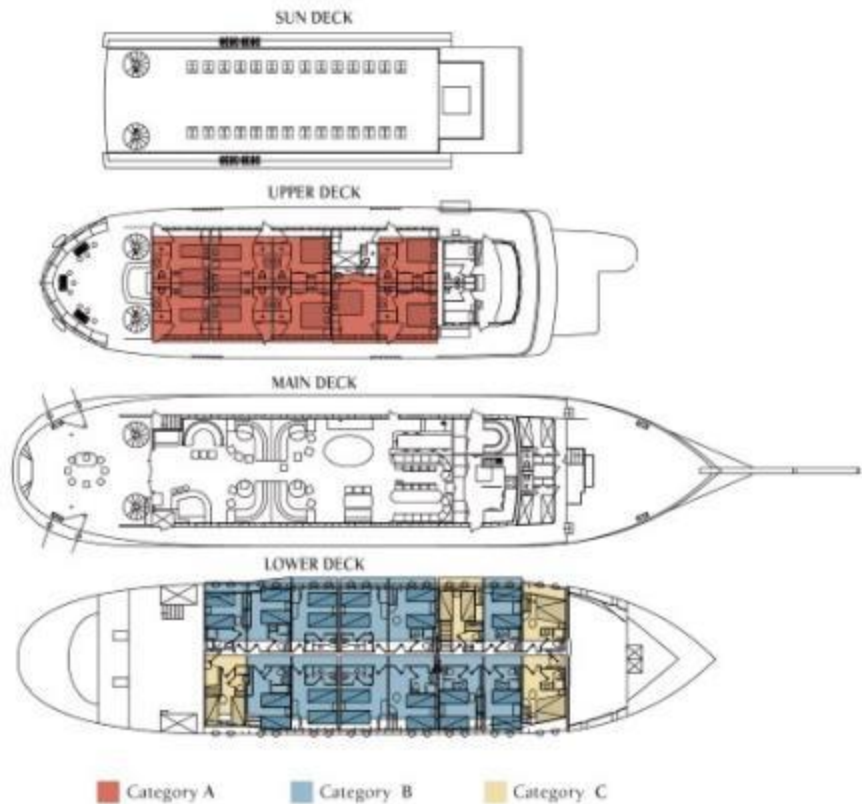 SUN DECK
UPPER DECK
MAIN DECK
LOWER DECK
Category A
Category B
Category C